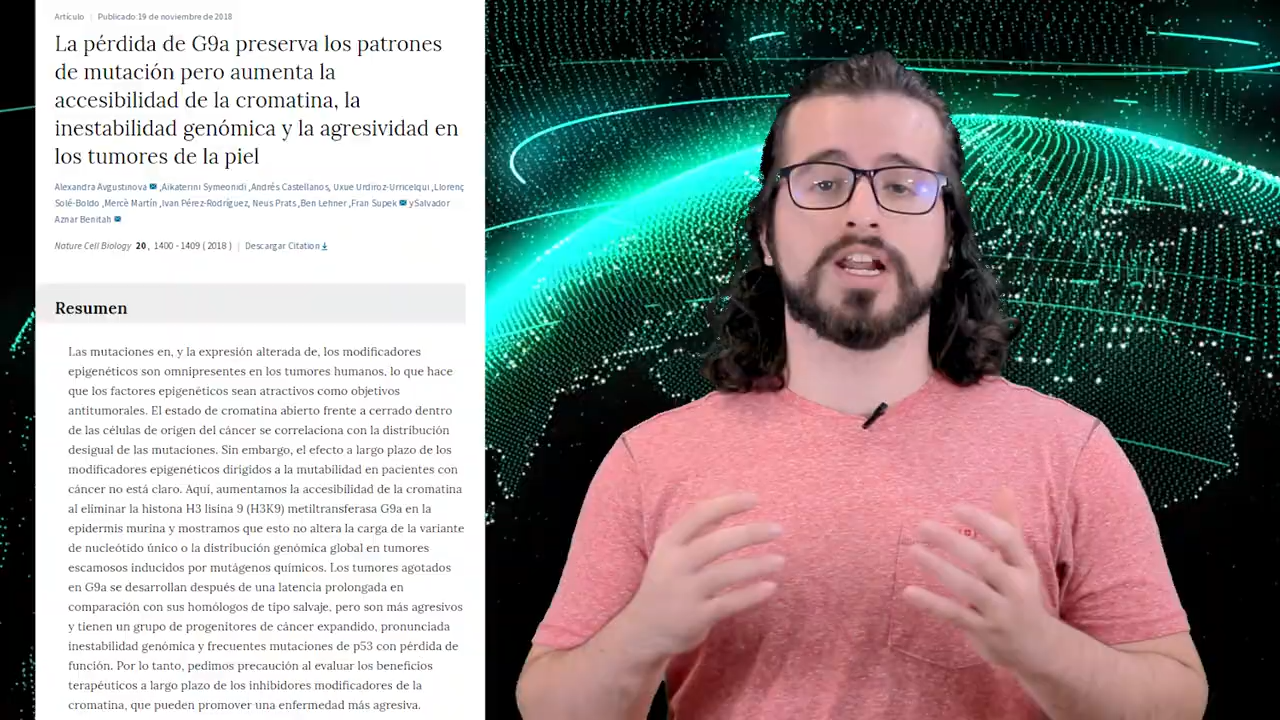 Artículo | Publicado: 19 de noviembre de 2018
La pérdida de G9a preserva los patrones
de mutación pero aumenta la
accesibilidad de la cromatina, la
inestabilidad genómica y la agresividad en
los tumores de la piel
Alexandra Avgustinova ,Aikaterini Symeonidi ,Andrés Castellanos, Uxue Urdiroz-Urricelqui ,Llorenç
Solé-Boldo ,Mercè Martín ,Ivan Pérez-Rodríguez, Neus Prats ,Ben Lehner ,Fran Supek ySalvador
Aznar Benitah
Nature Cell Biology 20 , 1400 - 1409 ( 2018 ) | Descargar Citation
Resumen
Las mutaciones en, y la expresión alterada de, los modificadores
epigenéticos son omnipresentes en los tumores humanos, lo que hace
que los factores epigenéticos sean atractivos como objetivos
antitumorales. El estado de cromatina abierto frente a cerrado dentro
de las células de origen del cáncer se correlaciona con la distribución
desigual de las mutaciones. Sin embargo, el efecto a largo plazo de los
modificadores epigenéticos dirigidos a la mutabilidad en pacientes con
cáncer no está claro. Aquí, aumentamos la accesibilidad de la cromatina
al eliminar la histona H3 lisina 9 (H3K9) metiltransferasa G9a en la
epidermis murina y mostramos que esto no altera la carga de la variante
de nucleótido único o la distribución genómica global en tumores
escamosos inducidos por mutágenos químicos. Los tumores agotados
en G9a se desarrollan después de una latencia prolongada en
comparación con sus homólogos de tipo salvaje, pero son más agresivos
y tienen un grupo de progenitores de cáncer expandido, pronunciada
inestabilidad genómica y frecuentes mutaciones de p53 con pérdida de
función. Por lo tanto, pedimos precaución al evaluar los beneficios
terapéuticos a largo plazo de los inhibidores modificadores de la
cromatina, que pueden promover una enfermedad más agresiva.